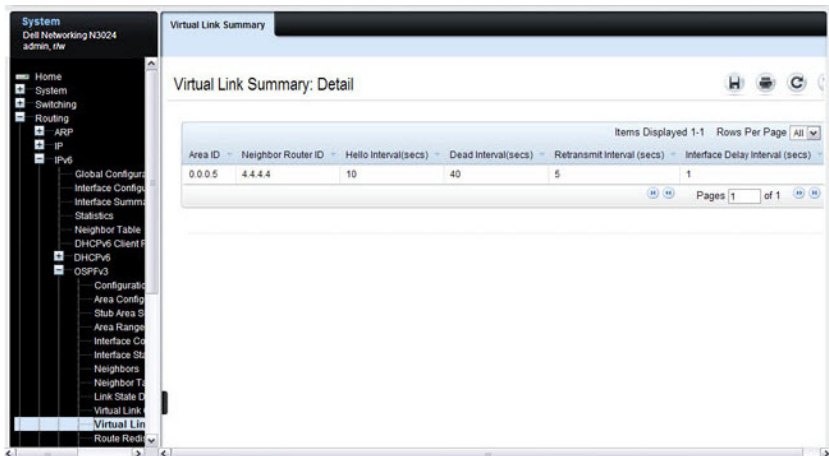 System
Dell Networking N3024
admin, r/w
Home
System
Switching
Routing
ARP
IP
IPv6
Global Configura
Interface Configu
Interface Summa
Statistics
Neighbor Table
DHCPv6 Client P
DHCPv6
OSPFv3
Configuratio
Area Config
Stub Area S
Area Range
Interface Co
Interface Sta
Neighbors
Neighbor Ta
Link State D
Virtual Link
Virtual Lin
Route Redis
Virtual Link Summary
Virtual Link Summary: Detail
Items Displayed 1-1 Rows Per Page All
Area ID Neighbor Router ID Hello Interval(secs) Dead Interval(secs) Retransmit Interval (secs) Interface Delay Interval (secs)
0.0.0.5 4.4.4.4 10 40 5 1
Pages 1 of 1